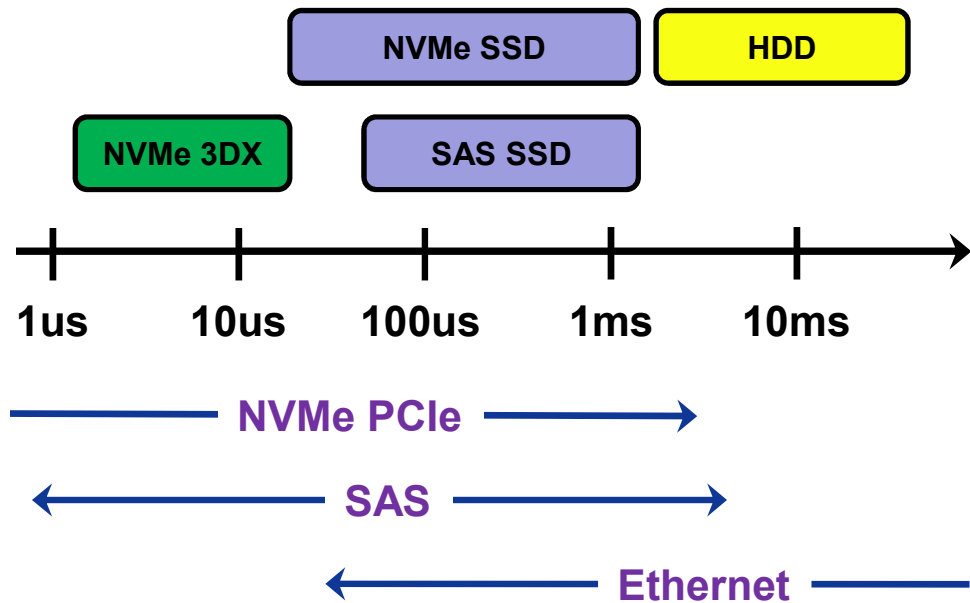 NVMe SSD
HDD
NVMe 3DX
SAS SSD
1us 10us 100us 1ms 10ms
NVMe PCIe
SAS
Ethernet